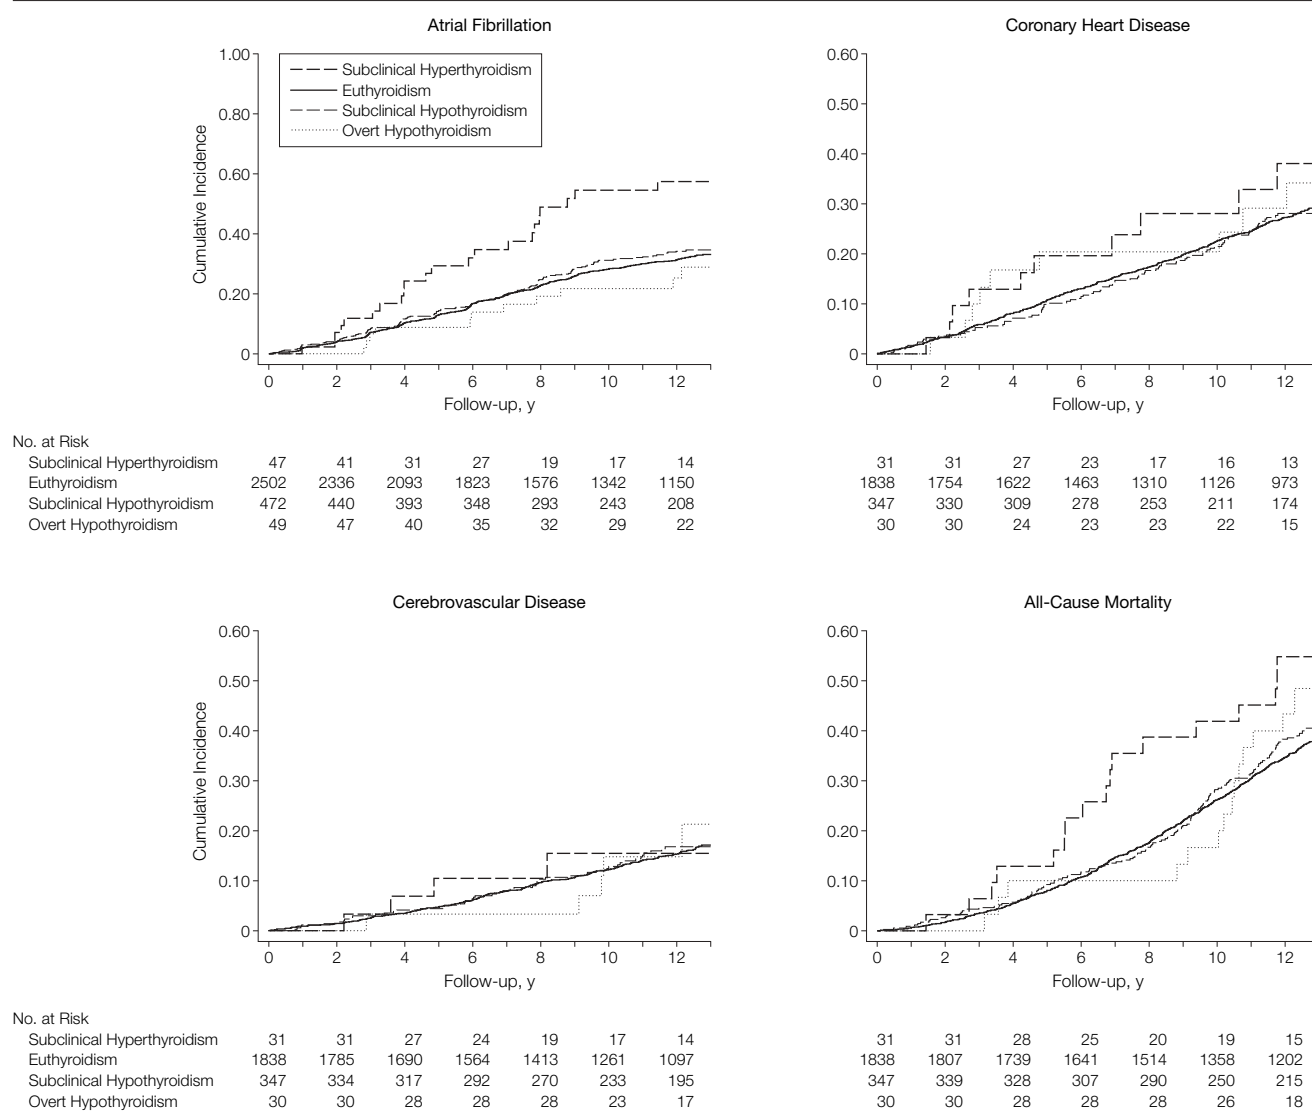 Atrial Fibrillation
Coronary Heart Disease
1.00
0.80
0.60
0.40
0.20
0
Cumulative Incidence
Subclinical Hyperthyroidism
Euthyroidism
Subclinical Hypothyroidism
Overt Hypothyroidism
0 2 4 6 8 10 12
Follow-up, y
0.60
0.50
0.40
0.30
0.20
0.10
0
0 2 4 6 8 10 12
Follow-up, y
No. at Risk
Subclinical Hyperthyroidism 47 41 31 27 19 17 14 31 31 27 23 17 16 13
Euthyroidism 2502 2336 2093 1823 1576 1342 1150 1838 1754 1622 1463 1310 1126 973
Subclinical Hypothyroidism 472 440 393 348 293 243 208 347 330 309 278 253 211 174
Overt Hypothyroidism 49 47 40 35 32 29 22 30 30 24 23 23 22 15
Cerebrovascular Disease
All-Cause Mortality
0.60
0.50
0.40
0.30
0.20
0.10
0
Cumulative Incidence
0 2 4 6 8 10 12
Follow-up, y
0.60
0.50
0.40
0.30
0.20
0.10
0
0 2 4 6 8 10 12
Follow-up, y
No. at Risk
Subclinical Hyperthyroidism 31 31 27 24 19 17 14 31 31 28 25 20 19 15
Euthyroidism 1838 1785 1690 1564 1413 1261 1097 1838 1807 1739 1641 1514 1358 1202
Subclinical Hypothyroidism 347 334 317 292 270 233 195 347 339 328 307 290 250 215
Overt Hypothyroidism 30 30 28 28 28 23 17 30 30 28 28 28 26 18